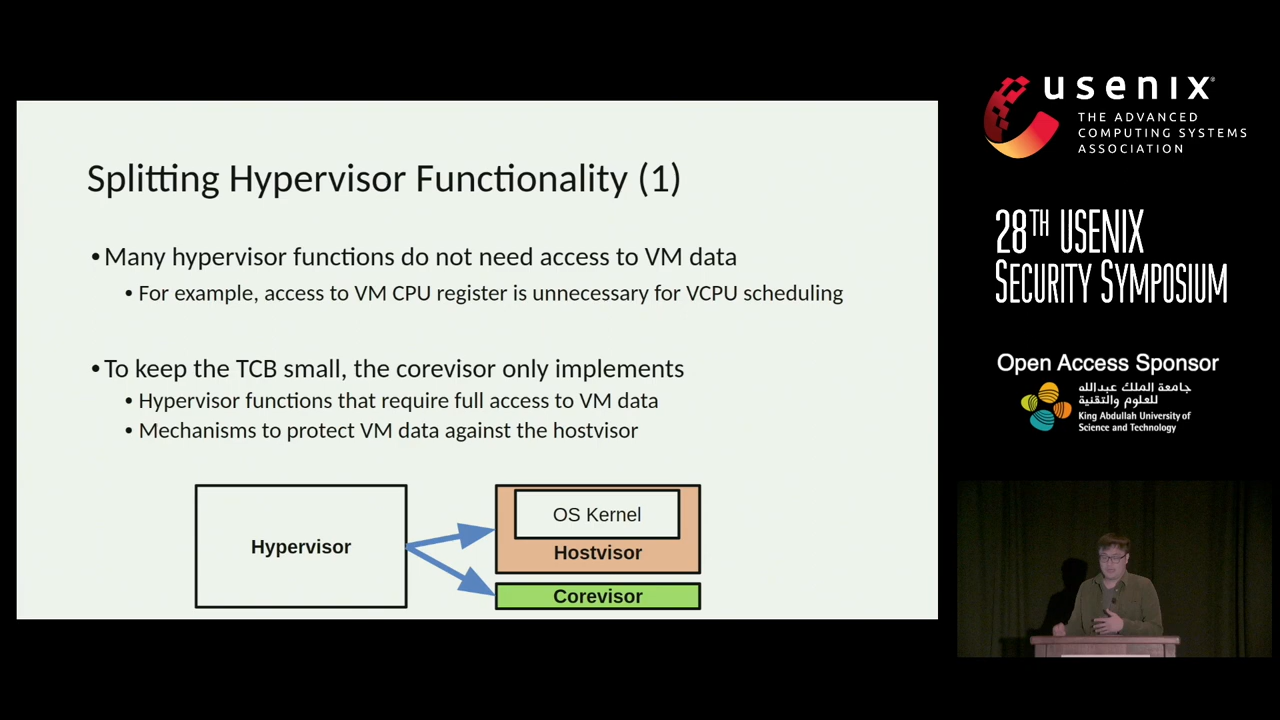 Splitting Hypervisor Functionality (1)
• Many hypervisor functions do not need access to VM data
• For example, access to VM CPU register is unnecessary for VCPU scheduling
• To keep the TCB small, the corevisor only implements
• Hypervisor functions that require full access to VM data
• Mechanisms to protect VM data against the hostvisor
Hypervisor
OS Kernel
Hostvisor
Corevisor
usenix®
THE ADVANCED
COMPUTING SYSTEMS
ASSOCIATION
28TH USENIX
SECURITY SYMPOSIUM
Open Access Sponsor
جامعة الملك عبدالله
للعلوم والتقنية
King Abdullah University of
Science and Technology